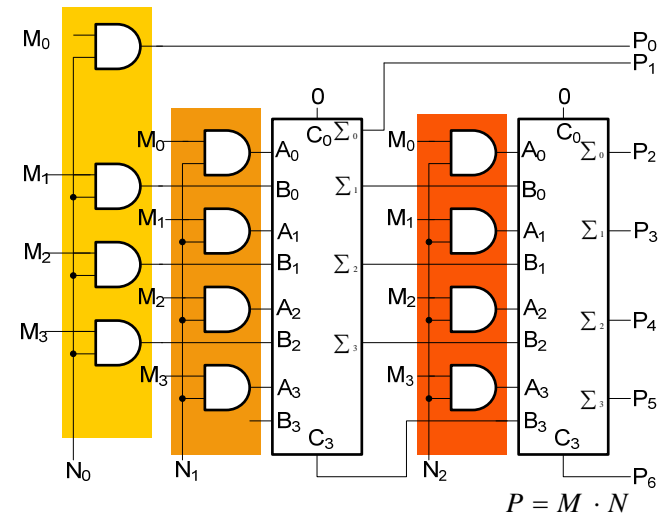 M₀
P₀
P₁
0
0
M₀
C₀
Σ₀
M₀
C₀
A₀
A₀
Σ₀
P₂
M₁
B₀
Σ₁
B₀
M₁
A₁
M₁
A₁
Σ₁
P₃
M₂
B₁
Σ₂
B₁
M₂
A₂
M₂
A₂
Σ₂
P₄
M₃
B₂
Σ₃
B₂
M₃
A₃
M₃
A₃
Σ₃
P₅
B₃
B₃
C₃
C₃
N₀
N₁
N₂
P₆
P = M · N